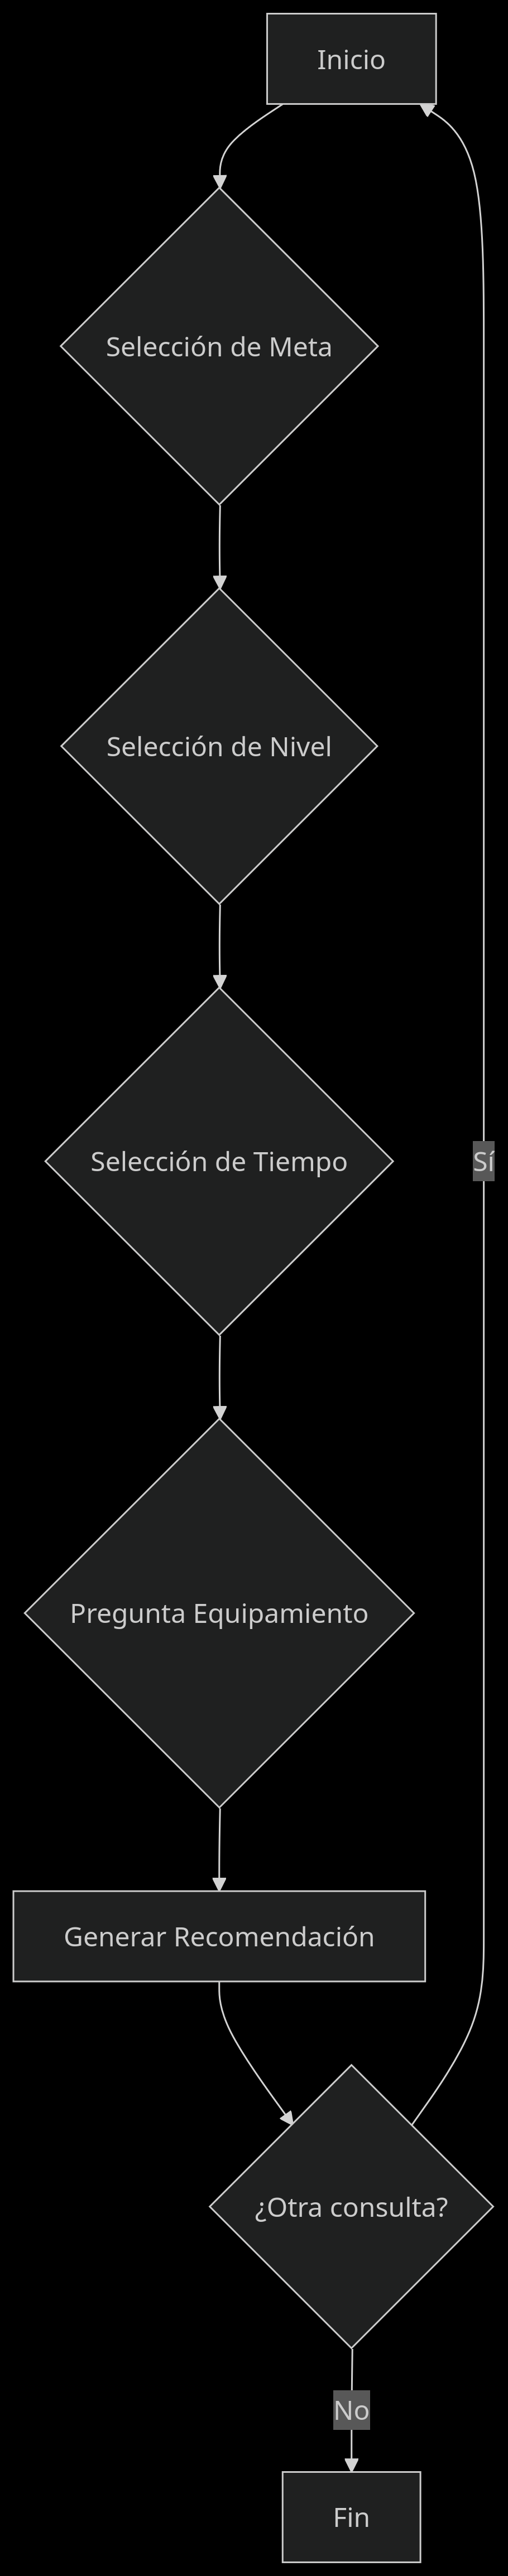 Inicio
Selección de Meta
Selección de Nivel
Selección de Tiempo
Sí
Pregunta Equipamiento
Generar Recomendación
¿Otra consulta?
No
Fin